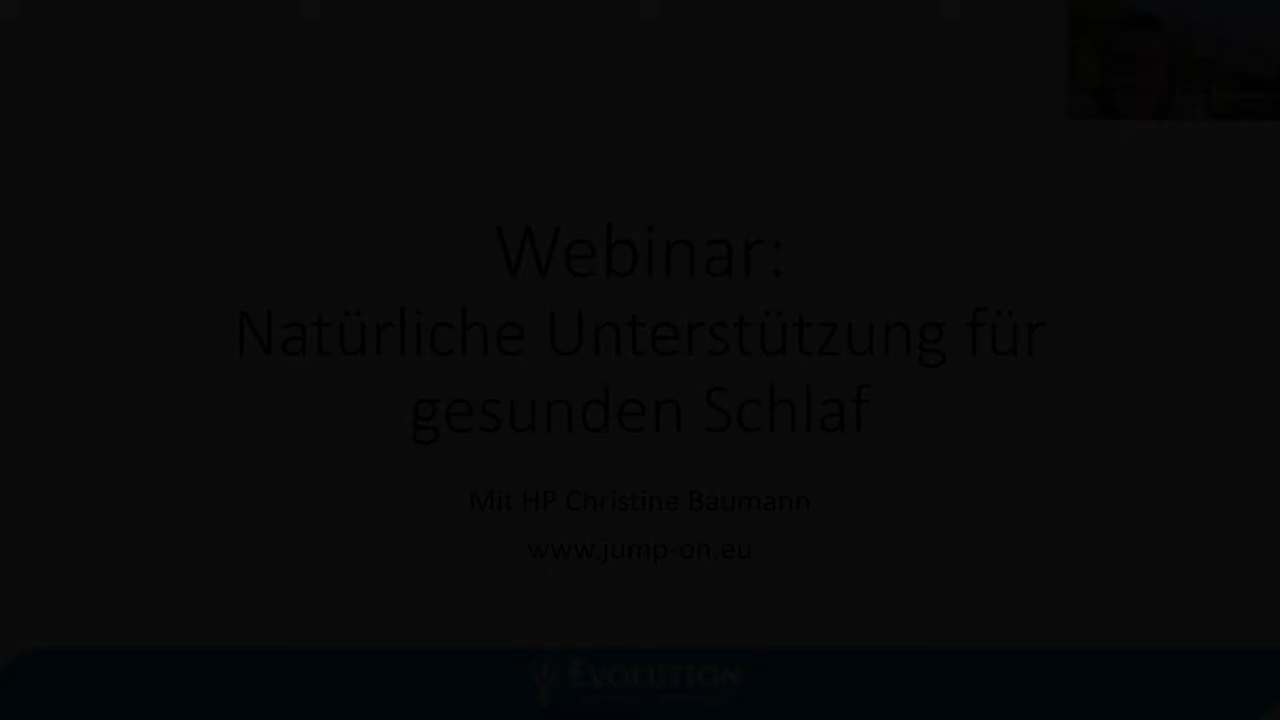 Webinar:
Natürliche Unterstützung für
gesunden Schlaf
Mit HP Christine Baumann
www.jump-on.eu
EVOLUTION